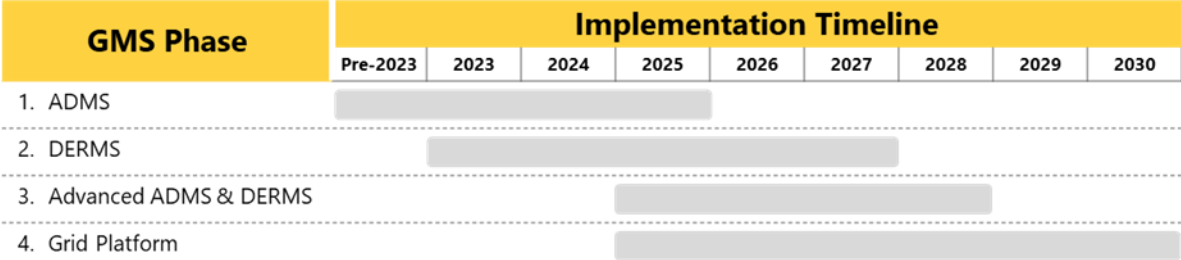 GMS Phase
Implementation Timeline
Pre-2023 2023 2024 2025 2026 2027 2028 2029 2030
1. ADMS
2. DERMS
3. Advanced ADMS & DERMS
4. Grid Platform